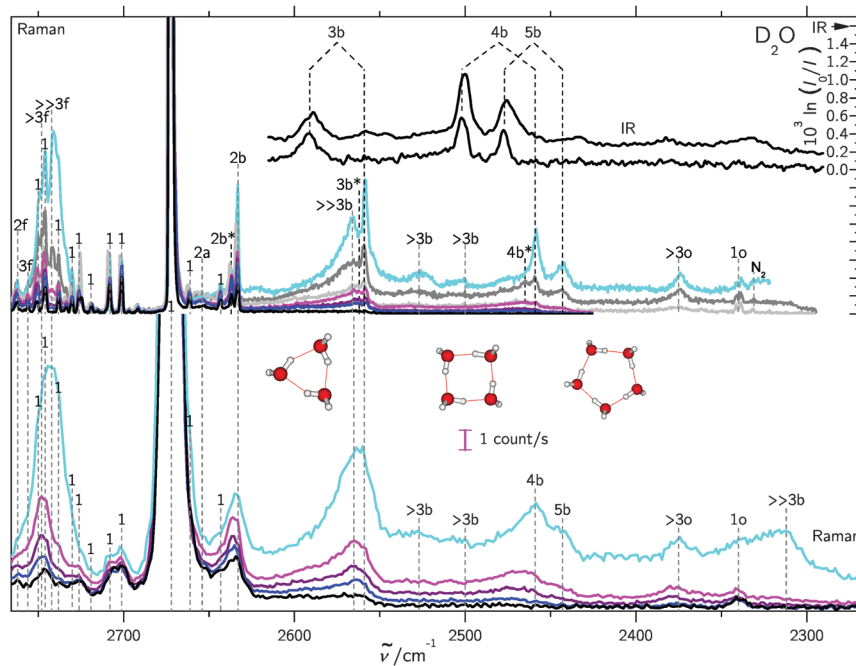 Raman
3b
4b
5b
D₂O
IR
1.4
1.2
1.0
0.8
0.6
0.4
0.2
0.0
10³ ln (I₀/I)
IR
>>3f
>3f
1
1
2f
3f
1
1
1
1
1
1
2a
2b*
1
2b
3b*
>>3b
>3b
>3b
4b*
>3o
1o
N₂
1
1 count/s
1
1
1
1
1
1
1
1
1
1
4b
5b
>3b
>3b
>3o
1o
>>3b
Raman
2700
2600
2500
2400
2300
ν̃/cm⁻¹